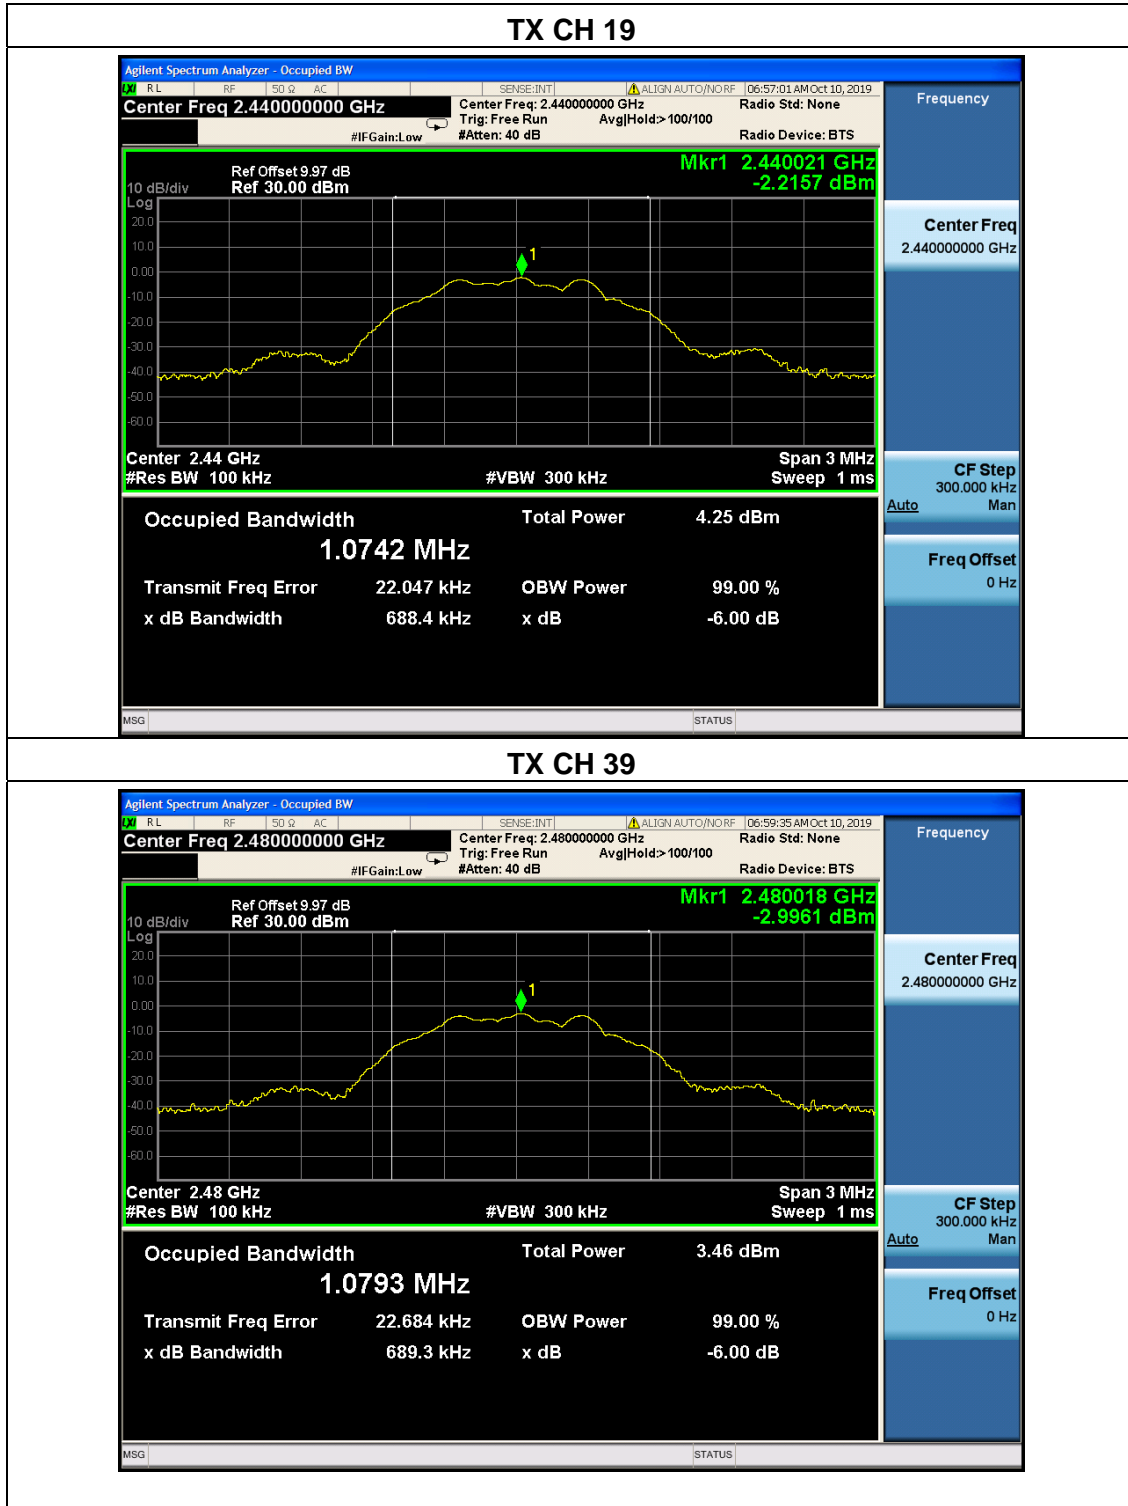 TX CH 19
Agilent Spectrum Analyzer - Occupied BW
LXI RL RF 50 Ω AC SENSE:INT ALIGN AUTO/NO RF 06:57:01 AM Oct 10, 2019
Center Freq 2.440000000 GHz Center Freq: 2.440000000 GHz Radio Std: None Frequency
Trig: Free Run Avg|Hold:> 100/100
#IFGain:Low #Atten: 40 dB Radio Device: BTS
Mkr1 2.440021 GHz
Ref Offset 9.97 dB
10 dB/div Ref 30.00 dBm -2.2157 dBm
Log
20.0
10.0
0.00
-10.0
-20.0
-30.0
-40.0
-50.0
-60.0
1
Center Freq
2.440000000 GHz
Center 2.44 GHz Span 3 MHz
#Res BW 100 kHz #VBW 300 kHz Sweep 1 ms
CF Step
300.000 kHz
Auto Man
Occupied Bandwidth Total Power 4.25 dBm
1.0742 MHz
Freq Offset
0 Hz
Transmit Freq Error 22.047 kHz OBW Power 99.00 %
x dB Bandwidth 688.4 kHz x dB -6.00 dB
MSG STATUS
TX CH 39
Agilent Spectrum Analyzer - Occupied BW
LXI RL RF 50 Ω AC SENSE:INT ALIGN AUTO/NO RF 06:59:35 AM Oct 10, 2019
Center Freq 2.480000000 GHz Center Freq: 2.480000000 GHz Radio Std: None Frequency
Trig: Free Run Avg|Hold:> 100/100
#IFGain:Low #Atten: 40 dB Radio Device: BTS
Mkr1 2.480018 GHz
Ref Offset 9.97 dB
10 dB/div Ref 30.00 dBm -2.9961 dBm
Log
20.0
10.0
0.00
-10.0
-20.0
-30.0
-40.0
-50.0
-60.0
1
Center Freq
2.480000000 GHz
Center 2.48 GHz Span 3 MHz
#Res BW 100 kHz #VBW 300 kHz Sweep 1 ms
CF Step
300.000 kHz
Auto Man
Occupied Bandwidth Total Power 3.46 dBm
1.0793 MHz
Freq Offset
0 Hz
Transmit Freq Error 22.684 kHz OBW Power 99.00 %
x dB Bandwidth 689.3 kHz x dB -6.00 dB
MSG STATUS